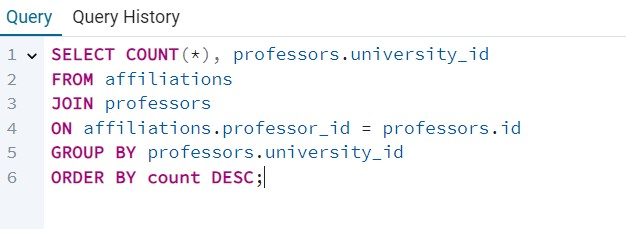 Query Query History
1 SELECT COUNT(*), professors.university_id
2 FROM affiliations
3 JOIN professors
4 ON affiliations.professor_id = professors.id
5 GROUP BY professors.university_id
6 ORDER BY count DESC;